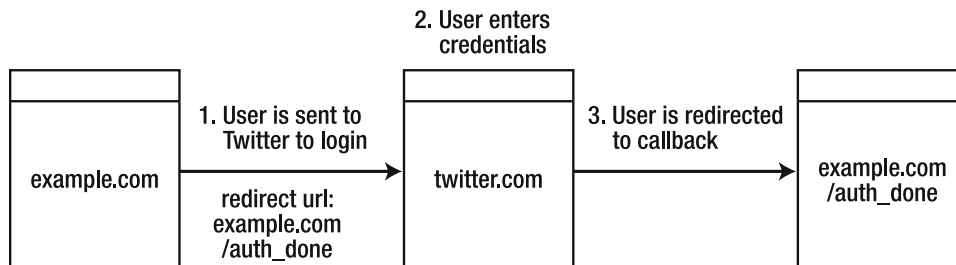 2. User enters
credentials
1. User is sent to
Twitter to login
3. User is redirected
to callback
example.com
twitter.com
example.com
/auth_done
redirect url:
example.com
/auth_done